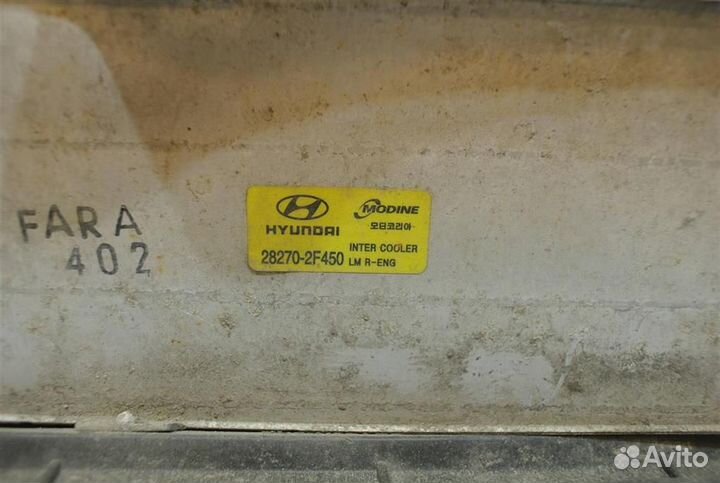 FARA
402
HYUNDAI
MODINE
모딘코리아
28270-2F450
INTER COOLER
LM R-ENG
Avito